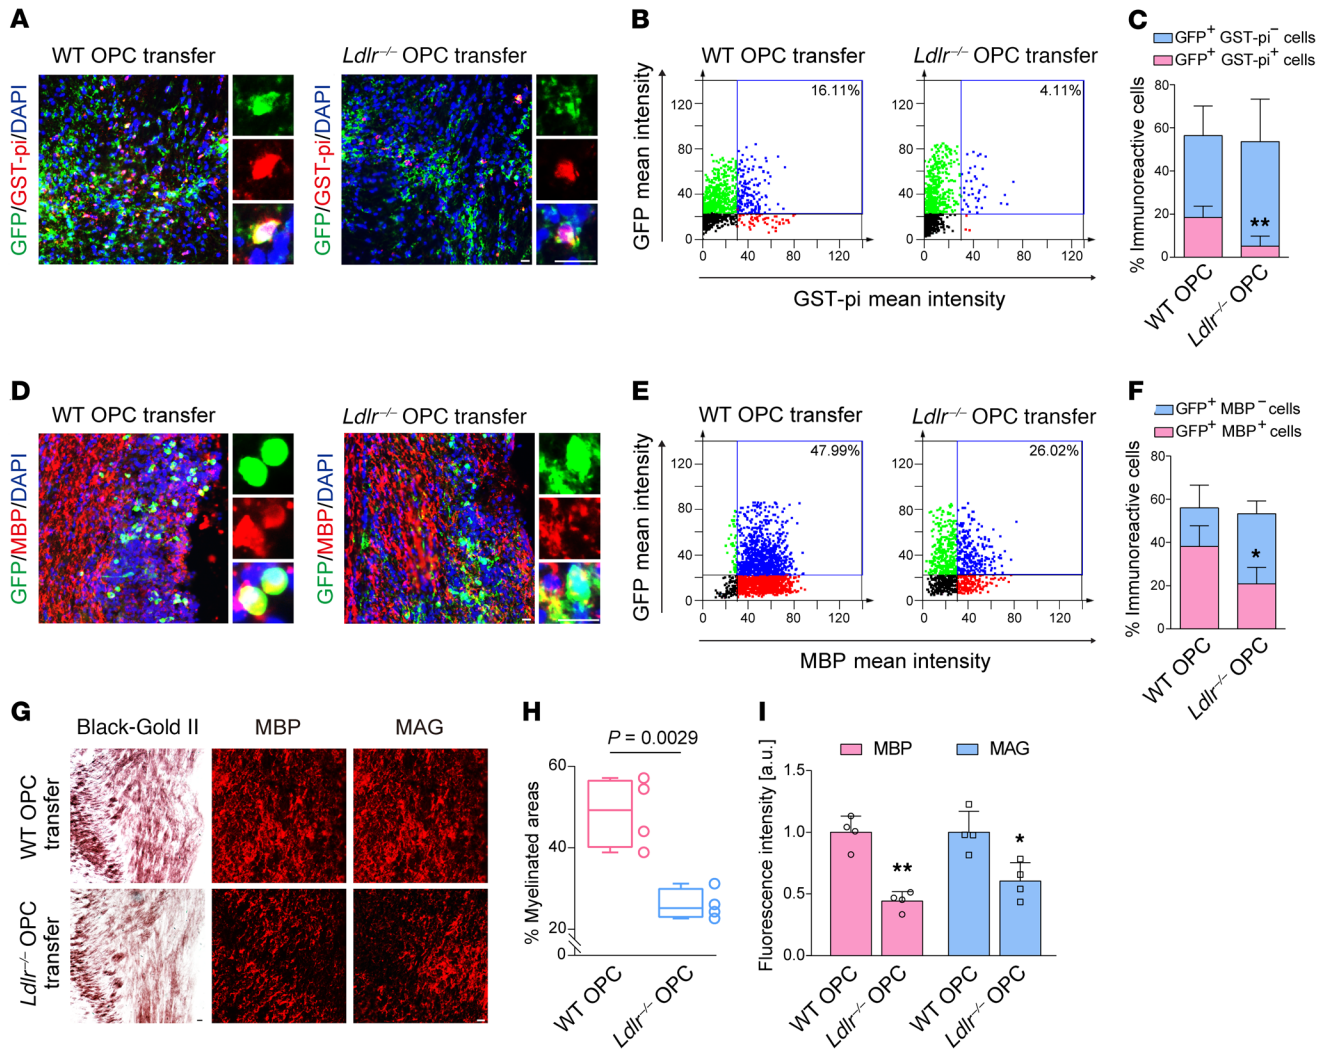 A
WT OPC transfer
Ldlr–/– OPC transfer
GFP/GST-pi/DAPI
GFP/GST-pi/DAPI
B
WT OPC transfer
Ldlr–/– OPC transfer
GFP mean intensity
16.11%
120
80
40
0
0 40 80 120
4.11%
120
80
40
0
0 40 80 120
GST-pi mean intensity
C
GFP+ GST-pi– cells
GFP+ GST-pi+ cells
% Immunoreactive cells
80
60
40
20
0
**
WT OPC
Ldlr–/– OPC
D
WT OPC transfer
Ldlr–/– OPC transfer
GFP/MBP/DAPI
GFP/MBP/DAPI
E
WT OPC transfer
Ldlr–/– OPC transfer
GFP mean intensity
47.99%
120
80
40
0
0 40 80 120
26.02%
120
80
40
0
0 40 80 120
MBP mean intensity
F
GFP+ MBP– cells
GFP+ MBP+ cells
% Immunoreactive cells
80
60
40
20
0
*
WT OPC
Ldlr–/– OPC
G
Black-Gold II
MBP
MAG
WT OPC
transfer
Ldlr–/– OPC
transfer
H
P = 0.0029
% Myelinated areas
60
40
20
0
WT OPC
Ldlr–/– OPC
I
MBP
MAG
Fluorescence intensity [a.u.]
1.5
1.0
0.5
0.0
**
*
WT OPC
Ldlr–/– OPC
WT OPC
Ldlr–/– OPC